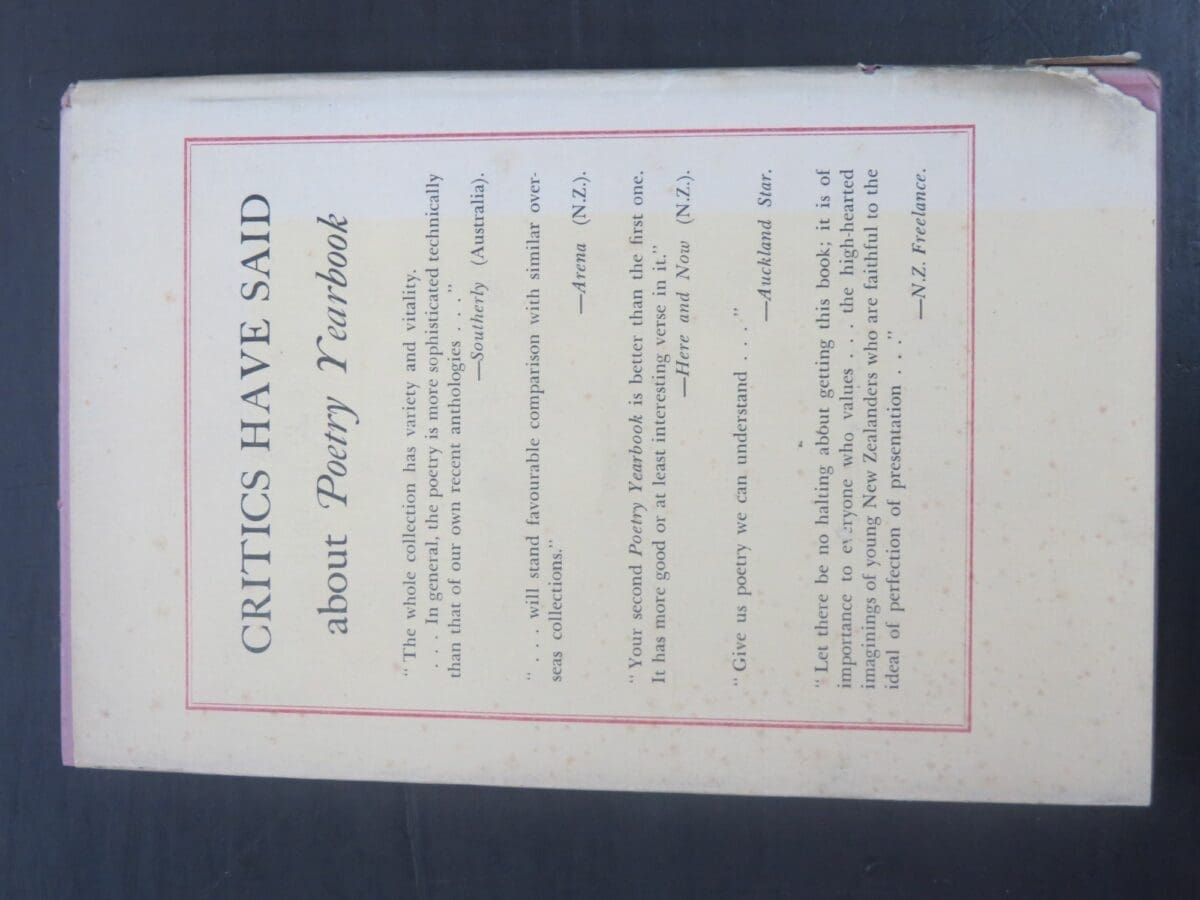 CRITICS HAVE SAID
about Poetry Yearbook
“ The whole collection has variety and vitality.
. . . In general, the poetry is more sophisticated technically
than that of our own recent anthologies . . .”
—Southerly (Australia).
“ . . . will stand favourable comparison with similar over-
seas collections.”
—Arena (N.Z.).
“ Your second Poetry Yearbook is better than the first one.
It has more good or at least interesting verse in it.”
—Here and Now (N.Z.).
“ Give us poetry we can understand . . .”
—Auckland Star.
“ Let there be no halting about getting this book; it is of
importance to everyone who values . . . the high-hearted
imaginings of young New Zealanders who are faithful to the
ideal of perfection of presentation . . .”
—N.Z. Freelance.